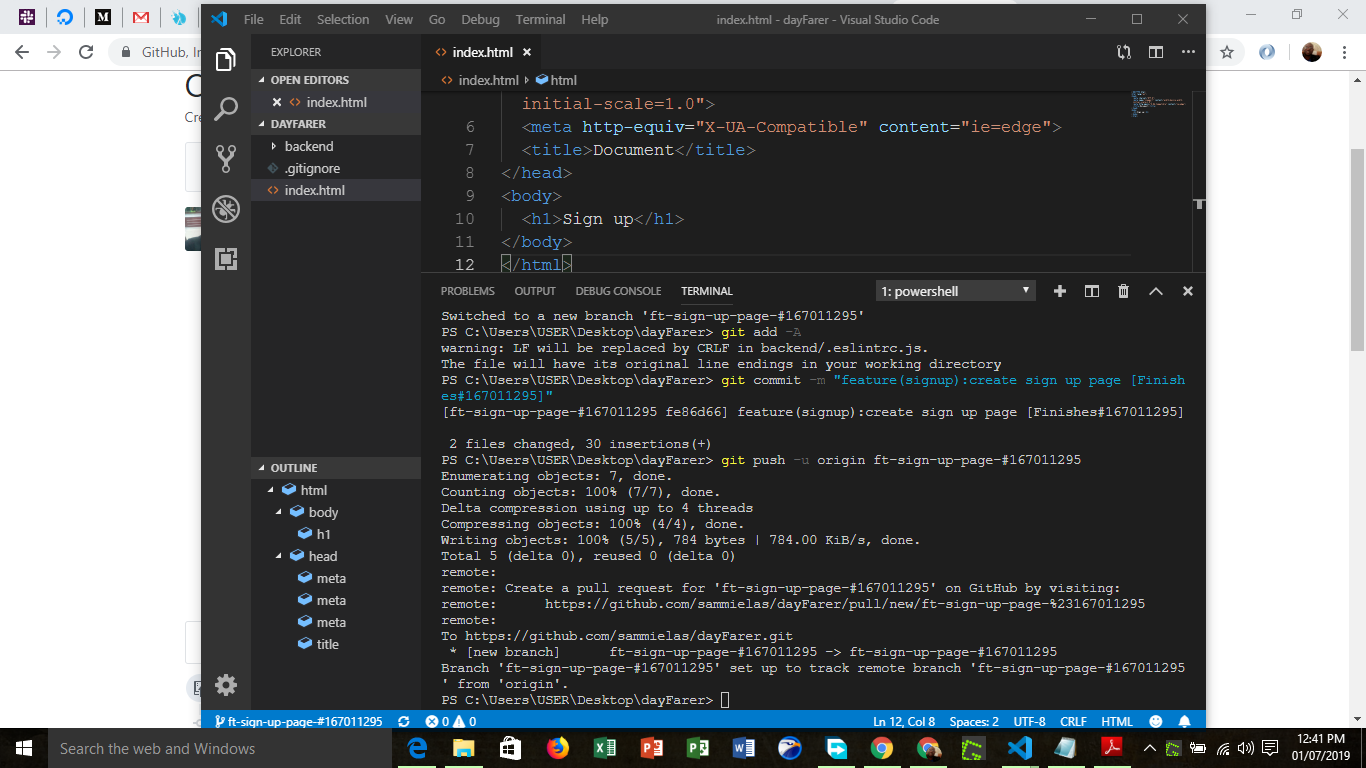 File Edit Selection View Go Debug Terminal Help
index.html - dayFarer - Visual Studio Code
GitHub, In
EXPLORER
OPEN EDITORS
index.html
DAYFARER
backend
.gitignore
index.html
OUTLINE
html
body
h1
head
meta
meta
meta
title
index.html
index.html html
initial-scale=1.0">
6 <meta http-equiv="X-UA-Compatible" content="ie=edge">
7 <title>Document</title>
8 </head>
9 <body>
10 <h1>Sign up</h1>
11 </body>
12 </html>
PROBLEMS OUTPUT DEBUG CONSOLE TERMINAL 1: powershell
Switched to a new branch 'ft-sign-up-page-#167011295'
PS C:\Users\USER\Desktop\dayFarer> git add -A
warning: LF will be replaced by CRLF in backend/.eslintrc.js.
The file will have its original line endings in your working directory
PS C:\Users\USER\Desktop\dayFarer> git commit -m "feature(signup):create sign up page [Finish
es#167011295]"
[ft-sign-up-page-#167011295 fe86d66] feature(signup):create sign up page [Finishes#167011295]
2 files changed, 30 insertions(+)
PS C:\Users\USER\Desktop\dayFarer> git push -u origin ft-sign-up-page-#167011295
Enumerating objects: 7, done.
Counting objects: 100% (7/7), done.
Delta compression using up to 4 threads
Compressing objects: 100% (4/4), done.
Writing objects: 100% (5/5), 784 bytes | 784.00 KiB/s, done.
Total 5 (delta 0), reused 0 (delta 0)
remote:
remote: Create a pull request for 'ft-sign-up-page-#167011295' on GitHub by visiting:
remote: https://github.com/sammielas/dayFarer/pull/new/ft-sign-up-page-%23167011295
remote:
To https://github.com/sammielas/dayFarer.git
* [new branch] ft-sign-up-page-#167011295 -> ft-sign-up-page-#167011295
Branch 'ft-sign-up-page-#167011295' set up to track remote branch 'ft-sign-up-page-#167011295
' from 'origin'.
PS C:\Users\USER\Desktop\dayFarer>
ft-sign-up-page-#167011295 0 0 Ln 12, Col 8 Spaces: 2 UTF-8 CRLF HTML
Search the web and Windows
12:41 PM
01/07/2019